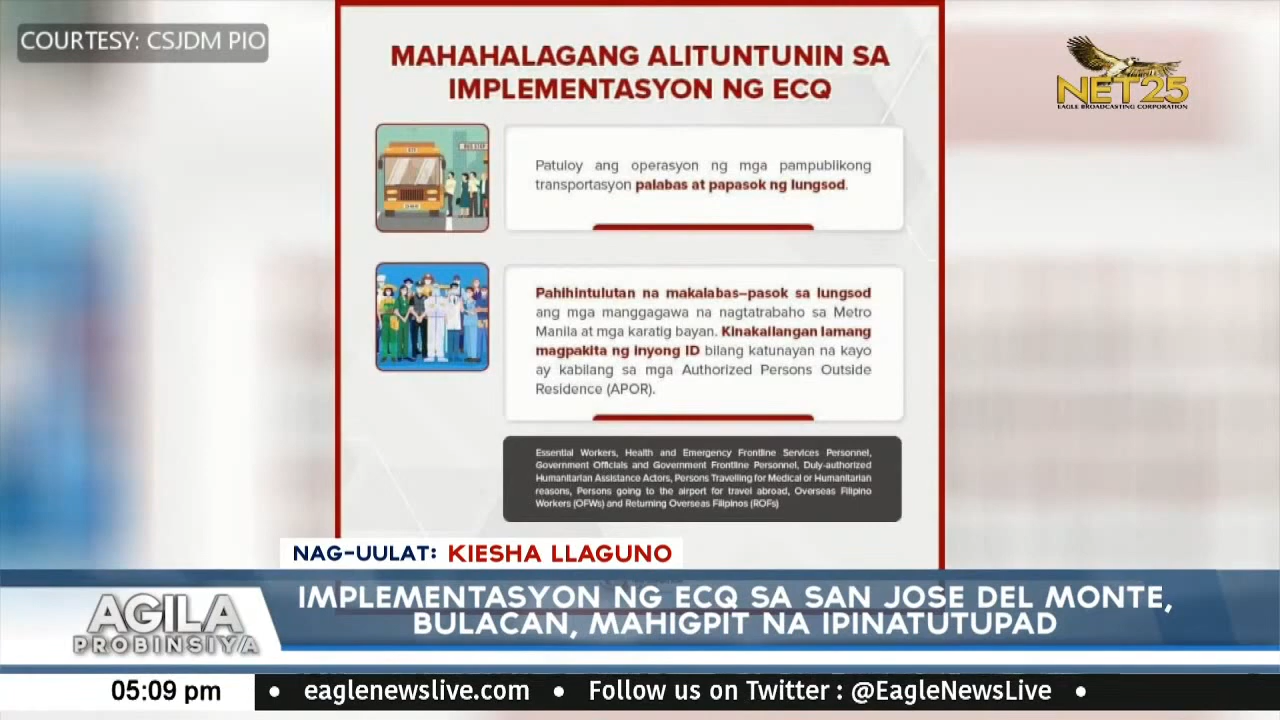 COURTESY: CSJDM PIO
NET25
EAGLE BROADCASTING CORPORATION
MAHAHALAGANG ALITUNTUNIN SA
IMPLEMENTASYON NG ECQ
Patuloy ang operasyon ng mga pampublikong
transportasyon palabas at papasok ng lungsod.
Pahihintulutan na makalabas–pasok sa lungsod
ang mga manggagawa na nagtatrabaho sa Metro
Manila at mga karatig bayan. Kinakailangan lamang
magpakita ng inyong ID bilang katunayan na kayo
ay kabilang sa mga Authorized Persons Outside
Residence (APOR).
Essential Workers, Health and Emergency Frontline Services Personnel,
Government Officials and Government Frontline Personnel, Duly-authorized
Humanitarian Assistance Actors, Persons Travelling for Medical or Humanitarian
reasons, Persons going to the airport for travel abroad, Overseas Filipino
Workers (OFWs) and Returning Overseas Filipinos (ROFs)
NAG-UULAT: KIESHA LLAGUNO
AGILA
PROBINSIYA
IMPLEMENTASYON NG ECQ SA SAN JOSE DEL MONTE,
BULACAN, MAHIGPIT NA IPINATUTUPAD
05:09 pm • eaglenewslive.com • Follow us on Twitter : @EagleNewsLive •